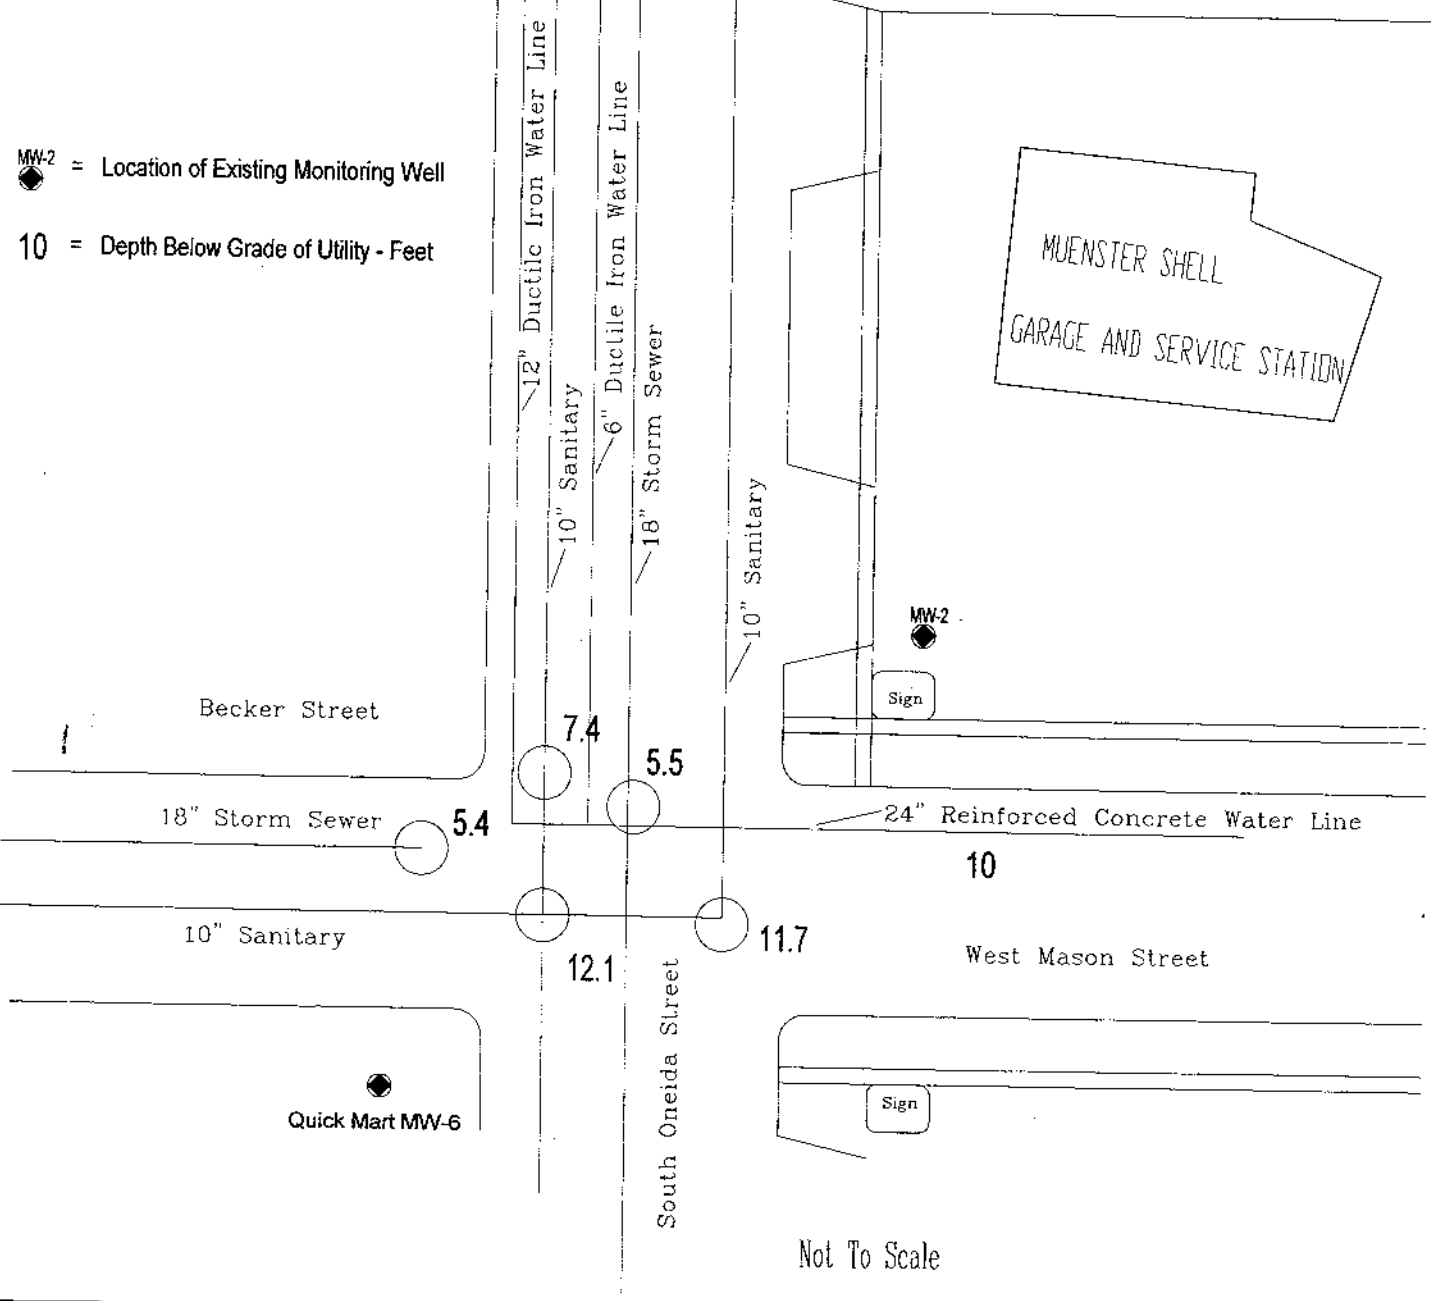 MW-2
= Location of Existing Monitoring Well
10 = Depth Below Grade of Utility - Feet
12" Ductile Iron Water Line
10" Sanitary
6" Ductile Iron Water Line
18" Storm Sewer
10" Sanitary
MUENSTER SHELL
GARAGE AND SERVICE STATION
MW-2
Sign
Becker Street
7.4
5.5
18" Storm Sewer
5.4
24" Reinforced Concrete Water Line
10
10" Sanitary
12.1
11.7
West Mason Street
South Oneida Street
Quick Mart MW-6
Sign
Not To Scale